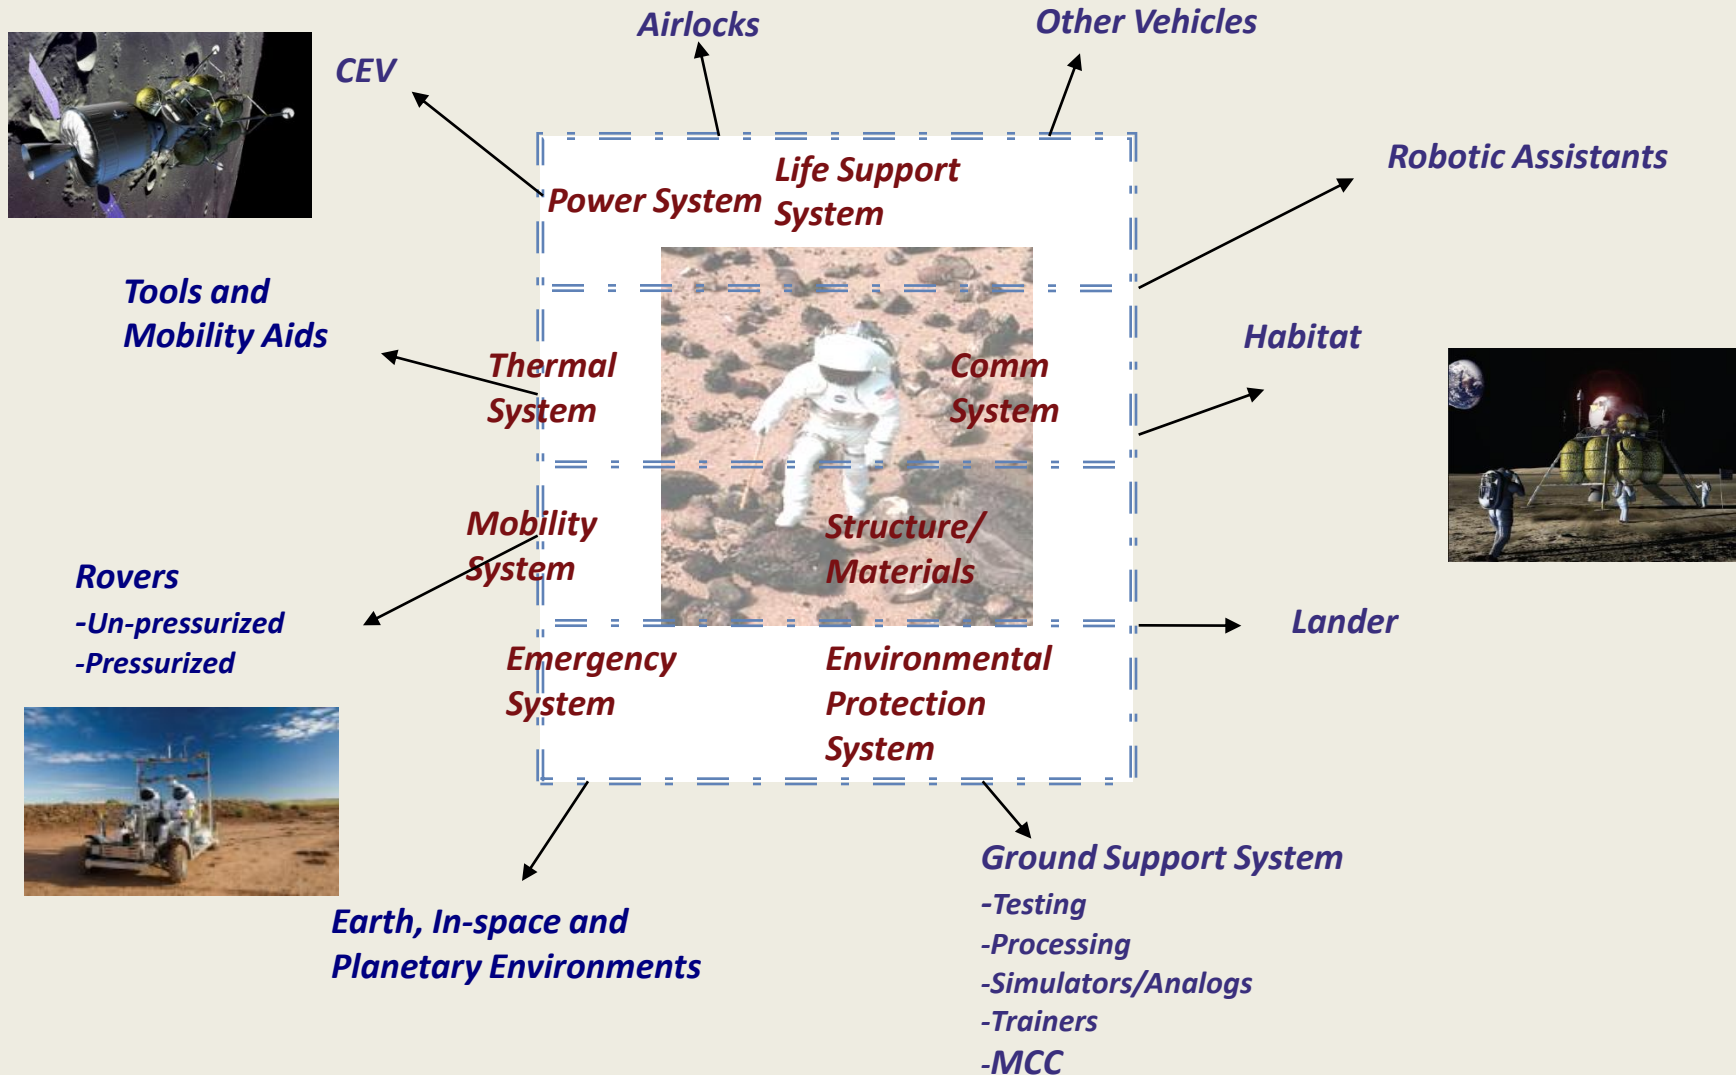 Airlocks
Other Vehicles
CEV
Robotic Assistants
Life Support
System
Power System
Tools and
Mobility Aids
Habitat
Thermal
System
Comm
System
Mobility
System
Structure/
Materials
Rovers
-Un-pressurized
-Pressurized
Lander
Emergency
System
Environmental
Protection
System
Ground Support System
-Testing
-Processing
-Simulators/Analogs
-Trainers
-MCC
Earth, In-space and
Planetary Environments